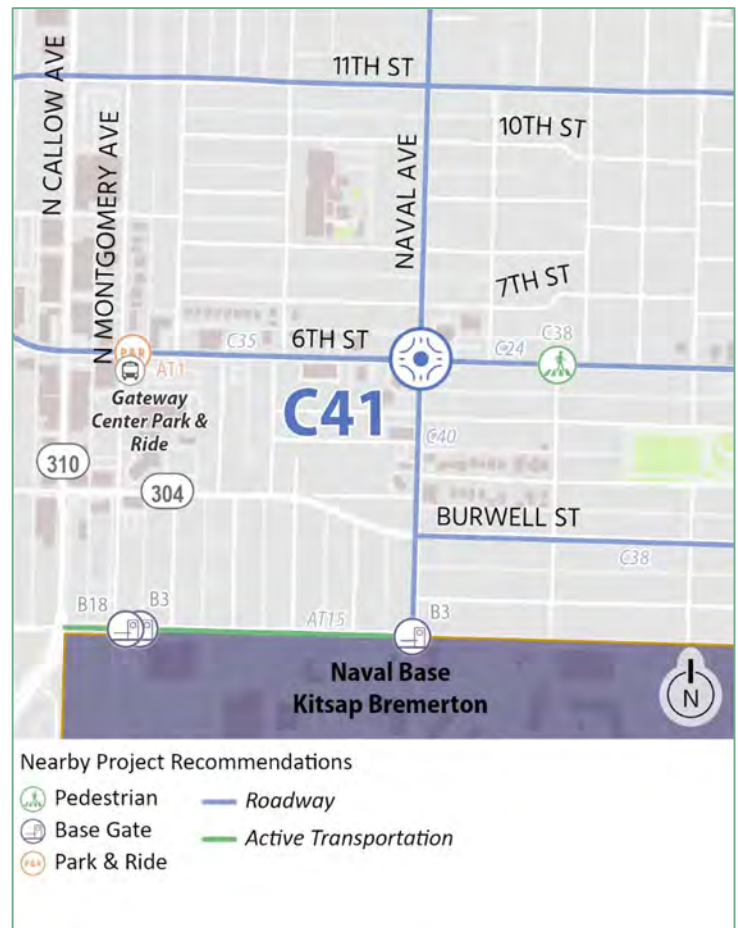 11TH ST
N CALLOW AVE
N MONTGOMERY AVE
NAVAL AVE
10TH ST
7TH ST
C35
6TH ST
C24
C38
P&R
AT1
Gateway
Center Park &
Ride
C41
C40
310
304
BURWELL ST
C38
B18
B3
AT15
B3
Naval Base
Kitsap Bremerton
N
Nearby Project Recommendations
Pedestrian
Roadway
Base Gate
Active Transportation
P&R
Park & Ride